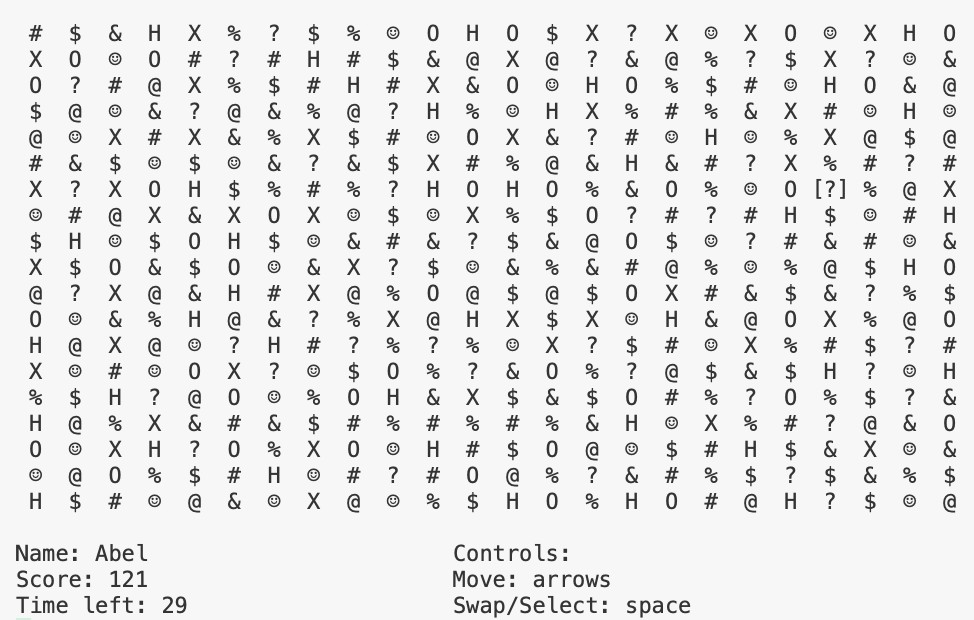 # $ & H X % ? $ % ☺ O H O $ X ? X ☺ X O ☺ X H O
X O ☺ O # ? # H # $ & @ X @ ? & @ % ? $ X ? ☺ &
O ? # @ X % $ # H # X & O ☺ H O % $ # ☺ H O & @
$ @ ☺ & ? @ & % @ ? H % ☺ H X % # % & X # ☺ H ☺
@ ☺ X # X & % X $ # ☺ O X & ? # ☺ H ☺ % X @ $ @
# & $ ☺ $ ☺ & ? & $ X # % @ & H & # ? X % # ? #
X ? X O H $ % # % ? H O H O % & O % ☺ O [?] % @ X
☺ # @ X & X O X ☺ $ ☺ X % $ O ? # ? # H $ ☺ # H
$ H ☺ $ O H $ ☺ & # & ? $ & @ O $ ☺ ? # & # ☺ &
X $ O & $ O ☺ & X ? $ ☺ & % & # @ % ☺ % @ $ H O
@ ? X @ & H # X @ % O @ $ @ $ O X # & $ & ? % $
O ☺ & % H @ & ? % X @ H X $ X ☺ H & @ O X % @ O
H @ X @ ☺ ? H # ? % ? % ☺ X ? $ # ☺ X % # $ ? #
X ☺ # ☺ O X ? ☺ $ O % ? & O % ? @ $ & $ H ? ☺ H
% $ H ? @ O ☺ % O H & X $ & $ O # % ? O % $ ? &
H @ % X & # & $ # % # % # % & H ☺ X % # ? @ & O
O ☺ X H ? O % X O ☺ H # $ O @ ☺ $ # H $ & X ☺ &
☺ @ O % $ # H ☺ # ? # O @ % ? & # % $ ? $ & % $
H $ # ☺ @ & ☺ X @ ☺ % $ H O % H O # @ H ? $ ☺ @
Name: Abel
Score: 121
Time left: 29
Controls:
Move: arrows
Swap/Select: space